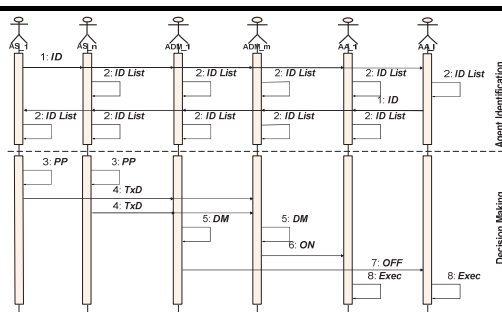 AS_1 AS_n ADM_1 ADM_m AA_1 AA_l
1: ID
2: ID List 2: ID List 2: ID List 2: ID List 2: ID List
1: ID
2: ID List 2: ID List 2: ID List 2: ID List 2: ID List
Agent Identification
3: PP 3: PP
4: TxD
4: TxD
5: DM 5: DM
6: ON
7: OFF
8: Exec 8: Exec
Decision Making